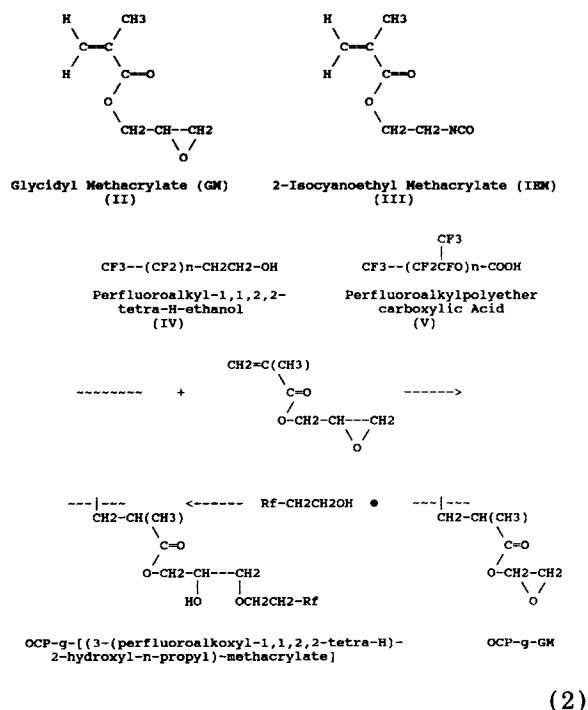 H CH3
C=C
H C=O
O
CH2-CH--CH2
O
Glycidyl Methacrylate (GM)
(II)
H CH3
C=C
H C=O
O
CH2-CH2-NCO
2-Isocyanoethyl Methacrylate (IEM)
(III)
CF3--(CF2)n-CH2CH2-OH
Perfluoroalkyl-1,1,2,2-
tetra-H-ethanol
(IV)
CF3
CF3--(CF2CFO)n-COOH
Perfluoroalkylpolyether
carboxylic Acid
(V)
~~~~~~~~ + CH2=C(CH3) ------>
C=O
O-CH2-CH---CH2
O
---|--- <------ Rf-CH2CH2OH ● ---|---
CH2-CH(CH3) CH2-CH(CH3)
C=O C=O
O-CH2-CH----CH2 O-CH2-CH2
HO OCH2CH2-Rf O
OCP-g-[(3-(perfluoroalkoxyl-1,1,2,2-tetra-H)-
2-hydroxyl-n-propyl)~methacrylate]
OCP-g-GM
(2)